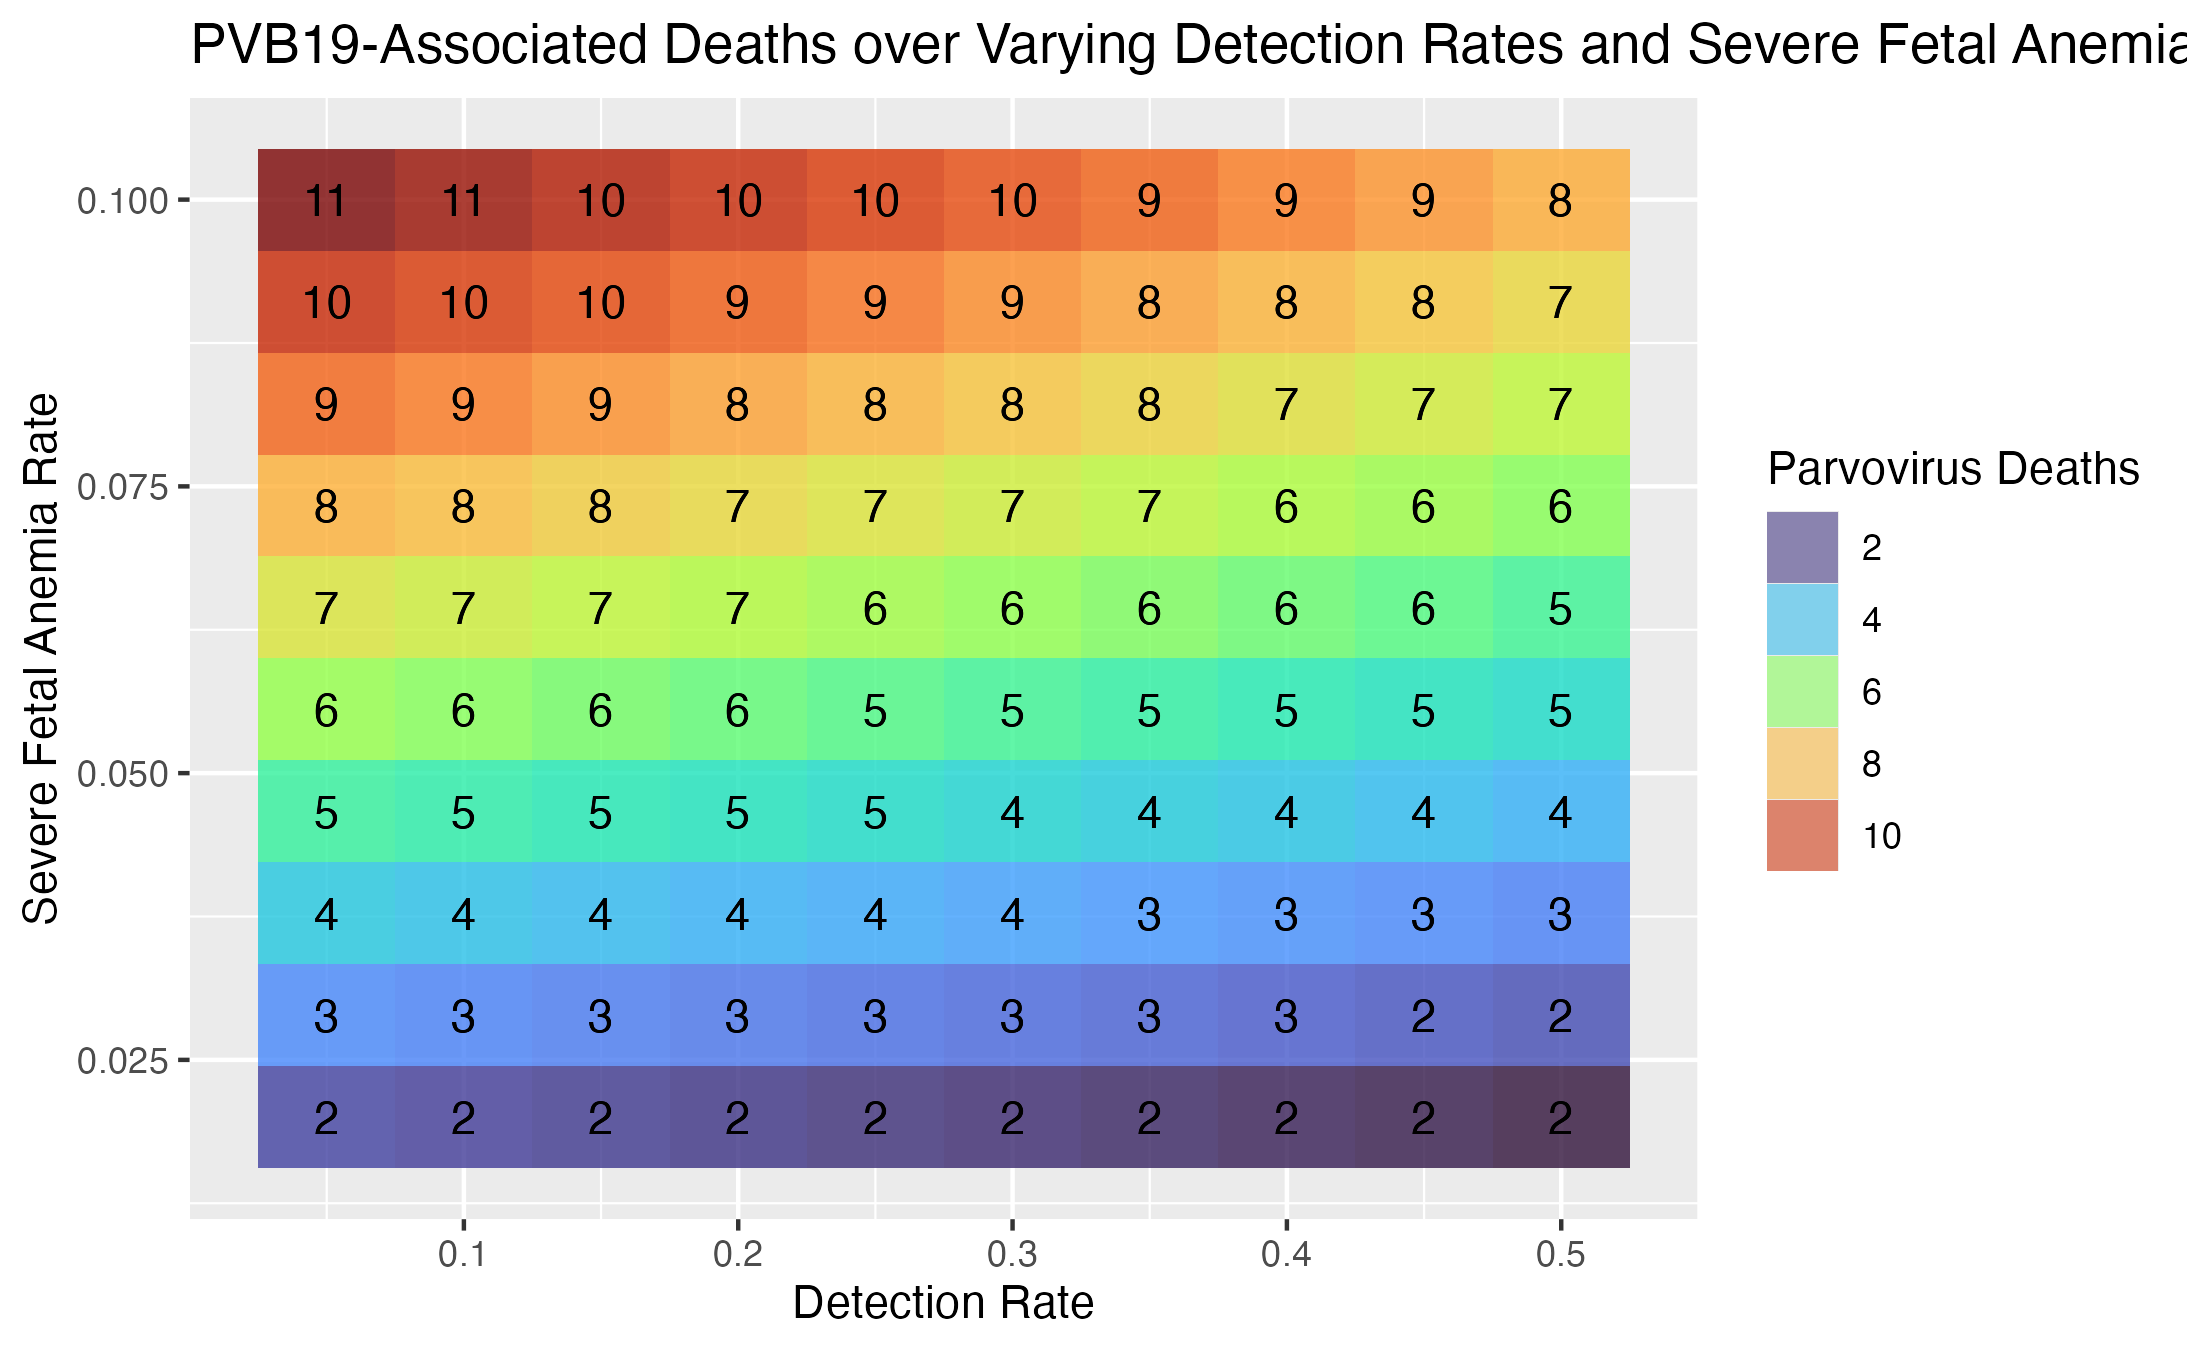 PVB19-Associated Deaths over Varying Detection Rates and Severe Fetal Anemia
0.100
11 11 10 10 10 10 9 9 9 8
10 10 10 9 9 9 8 8 8 7
9 9 9 8 8 8 8 7 7 7
0.075
8 8 8 7 7 7 7 6 6 6
7 7 7 7 6 6 6 6 6 5
6 6 6 6 5 5 5 5 5 5
0.050
5 5 5 5 5 4 4 4 4 4
4 4 4 4 4 4 3 3 3 3
3 3 3 3 3 3 3 3 2 2
0.025
2 2 2 2 2 2 2 2 2 2
0.1 0.2 0.3 0.4 0.5
Detection Rate
Severe Fetal Anemia Rate
Parvovirus Deaths
2
4
6
8
10